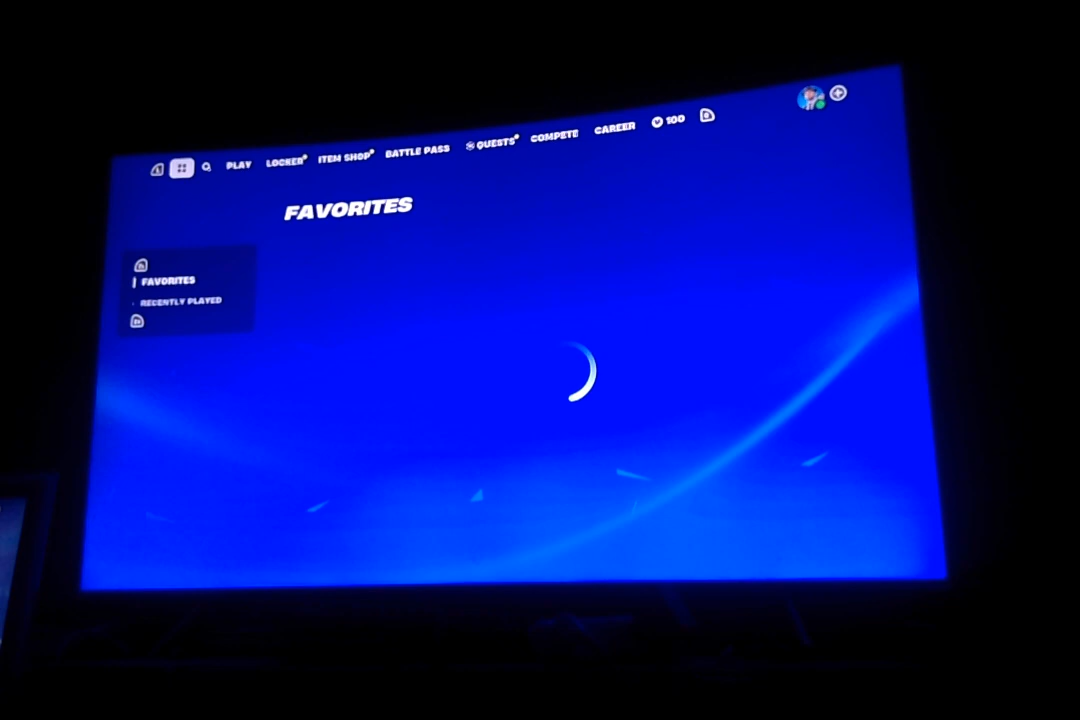 PLAY LOCKER ITEM SHOP BATTLE PASS QUESTS COMPETE CAREER 100
FAVORITES
FAVORITES
RECENTLY PLAYED